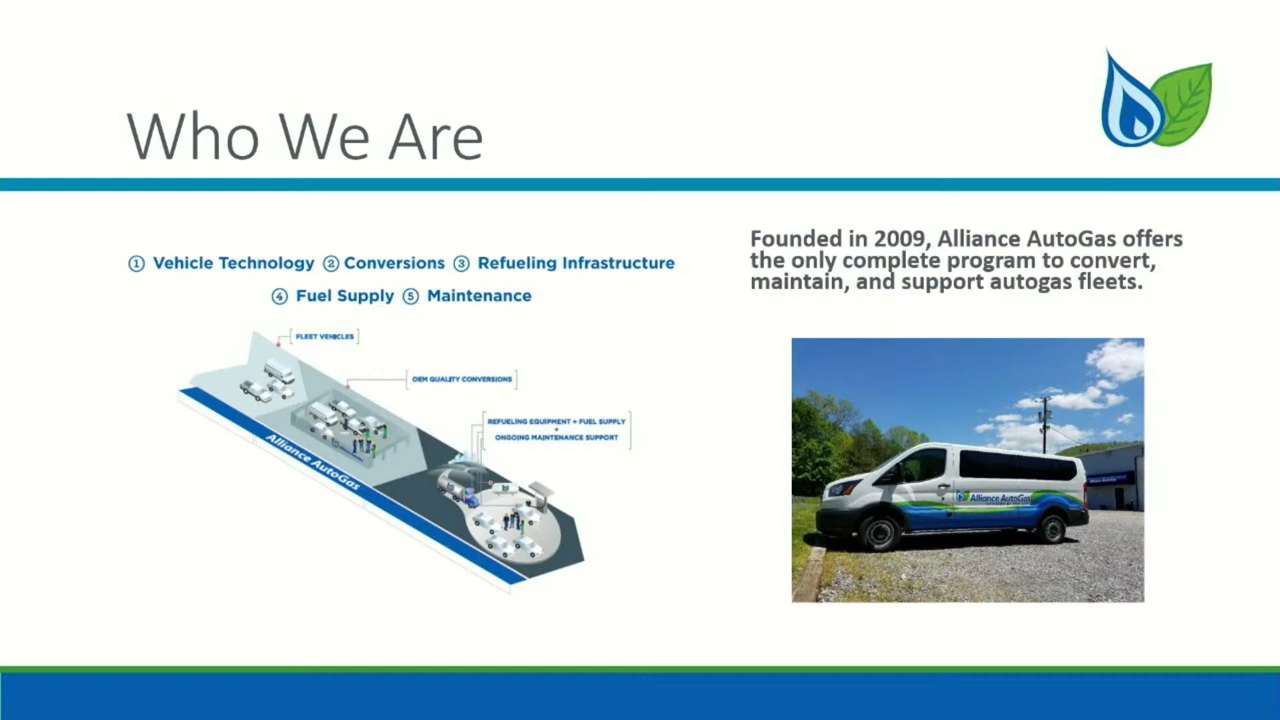 Who We Are
① Vehicle Technology ② Conversions ③ Refueling Infrastructure
④ Fuel Supply ⑤ Maintenance
Founded in 2009, Alliance AutoGas offers
the only complete program to convert,
maintain, and support autogas fleets.
FLEET VEHICLES
OEM QUALITY CONVERSIONS
REFUELING EQUIPMENT + FUEL SUPPLY
+
ONGOING MAINTENANCE SUPPORT
Alliance AutoGas
Alliance AutoGas